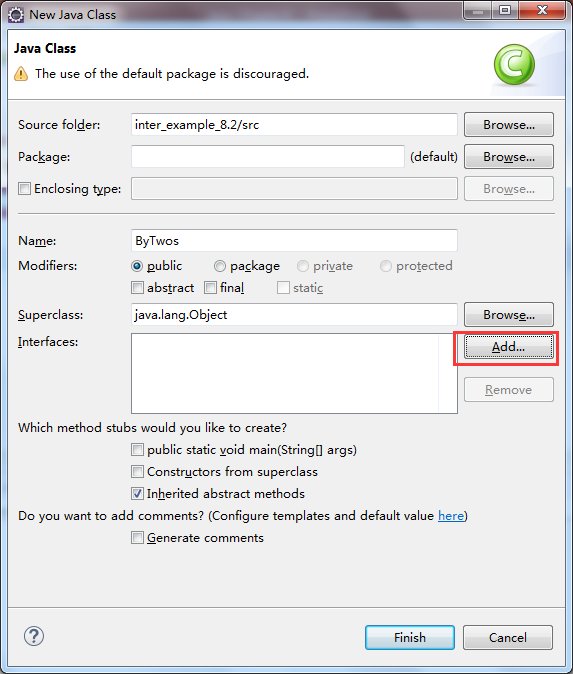 New Java Class
Java Class
The use of the default package is discouraged.
C
Source folder: inter_example_8.2/src Browse...
Package: (default) Browse...
Enclosing type: Browse...
Name: ByTwos
Modifiers: public package private protected
abstract final static
Superclass: java.lang.Object Browse...
Interfaces: Add...
Remove
Which method stubs would you like to create?
public static void main(String[] args)
Constructors from superclass
Inherited abstract methods
Do you want to add comments? (Configure templates and default value here)
Generate comments
? Finish Cancel